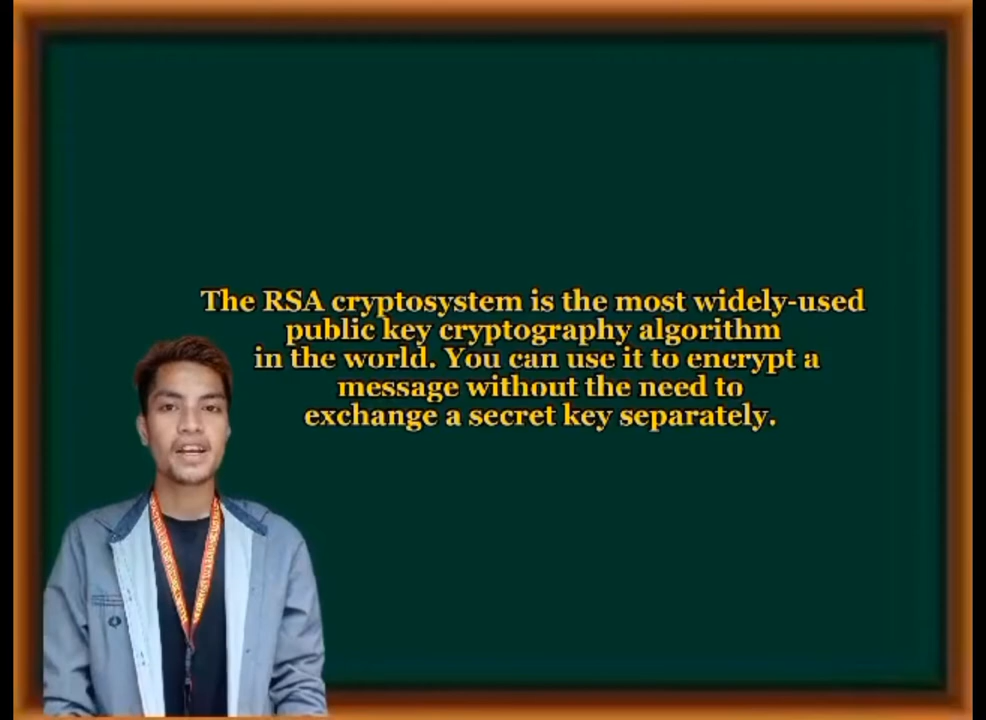 The RSA cryptosystem is the most widely-used
public key cryptography algorithm
in the world. You can use it to encrypt a
message without the need to
exchange a secret key separately.